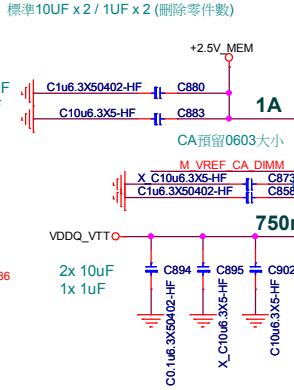 標準10UF x 2 / 1UF x 2 (刪除零件數)
+2.5V_MEM
F
C1u6.3X50402-HF C880
C10u6.3X5-HF C883
1A
CA預留0603大小
M_VREF_CA_DIMM
X_C10u6.3X5-HF C873
C1u6.3X50402-HF C858
750m
VDDQ_VTT
2x 10uF
1x 1uF
C894 C895 C902
C0.1u6.3X50402-HF
X_C10u6.3X5-HF
C10u6.3X5-HF